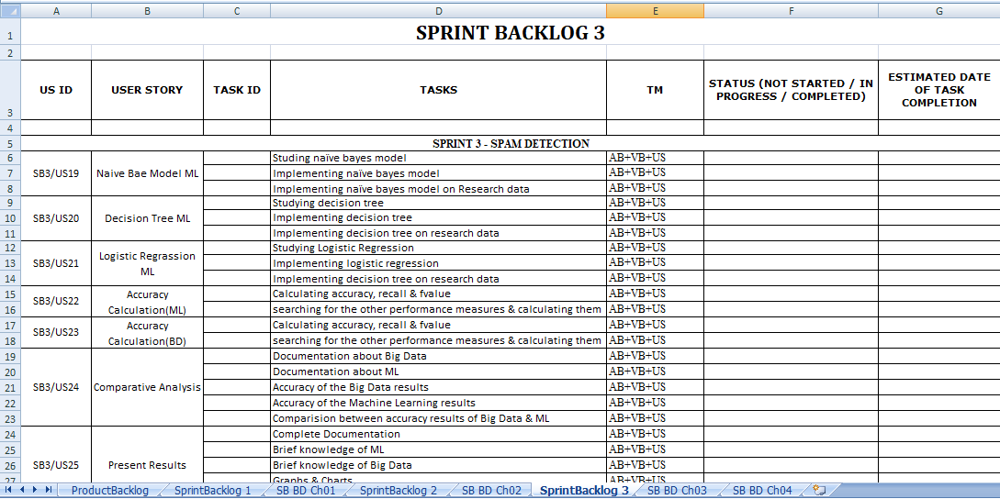 A B C D E F G
1 SPRINT BACKLOG 3
2
3 US ID USER STORY TASK ID TASKS TM STATUS (NOT STARTED / IN PROGRESS / COMPLETED) ESTIMATED DATE OF TASK COMPLETION
4
5 SPRINT 3 - SPAM DETECTION
6 Studing naïve bayes model AB+VB+US
7 SB3/US19 Naive Bae Model ML Implementing naïve bayes model AB+VB+US
8 Implementing naïve bayes model on Research data AB+VB+US
9 Studying decision tree AB+VB+US
10 SB3/US20 Decision Tree ML Implementing decision tree AB+VB+US
11 Implementing decision tree on research data AB+VB+US
12 Studying Logistic Regression AB+VB+US
13 SB3/US21 Logistic Regrassion ML Implementing logistic regression AB+VB+US
14 Implementing decision tree on research data AB+VB+US
15 SB3/US22 Accuracy Calculation(ML) Calculating accuracy, recall & fvalue AB+VB+US
16 searching for the other performance measures & calculating them AB+VB+US
17 SB3/US23 Accuracy Calculation(BD) Calculating accuracy, recall & fvalue AB+VB+US
18 searching for the other performance measures & calculating them AB+VB+US
19 Documentation about Big Data AB+VB+US
20 Documentation about ML AB+VB+US
21 SB3/US24 Comparative Analysis Accuracy of the Big Data results AB+VB+US
22 Accuracy of the Machine Learning results AB+VB+US
23 Comparision between accuracy results of Big Data & ML AB+VB+US
24 Complete Documentation AB+VB+US
25 Brief knowledge of ML AB+VB+US
26 SB3/US25 Present Results Brief knowledge of Big Data AB+VB+US
27 Graphs & Charts AB+VB+US
ProductBacklog SprintBacklog 1 SB BD Ch01 SprintBacklog 2 SB BD Ch02 SprintBacklog 3 SB BD Ch03 SB BD Ch04